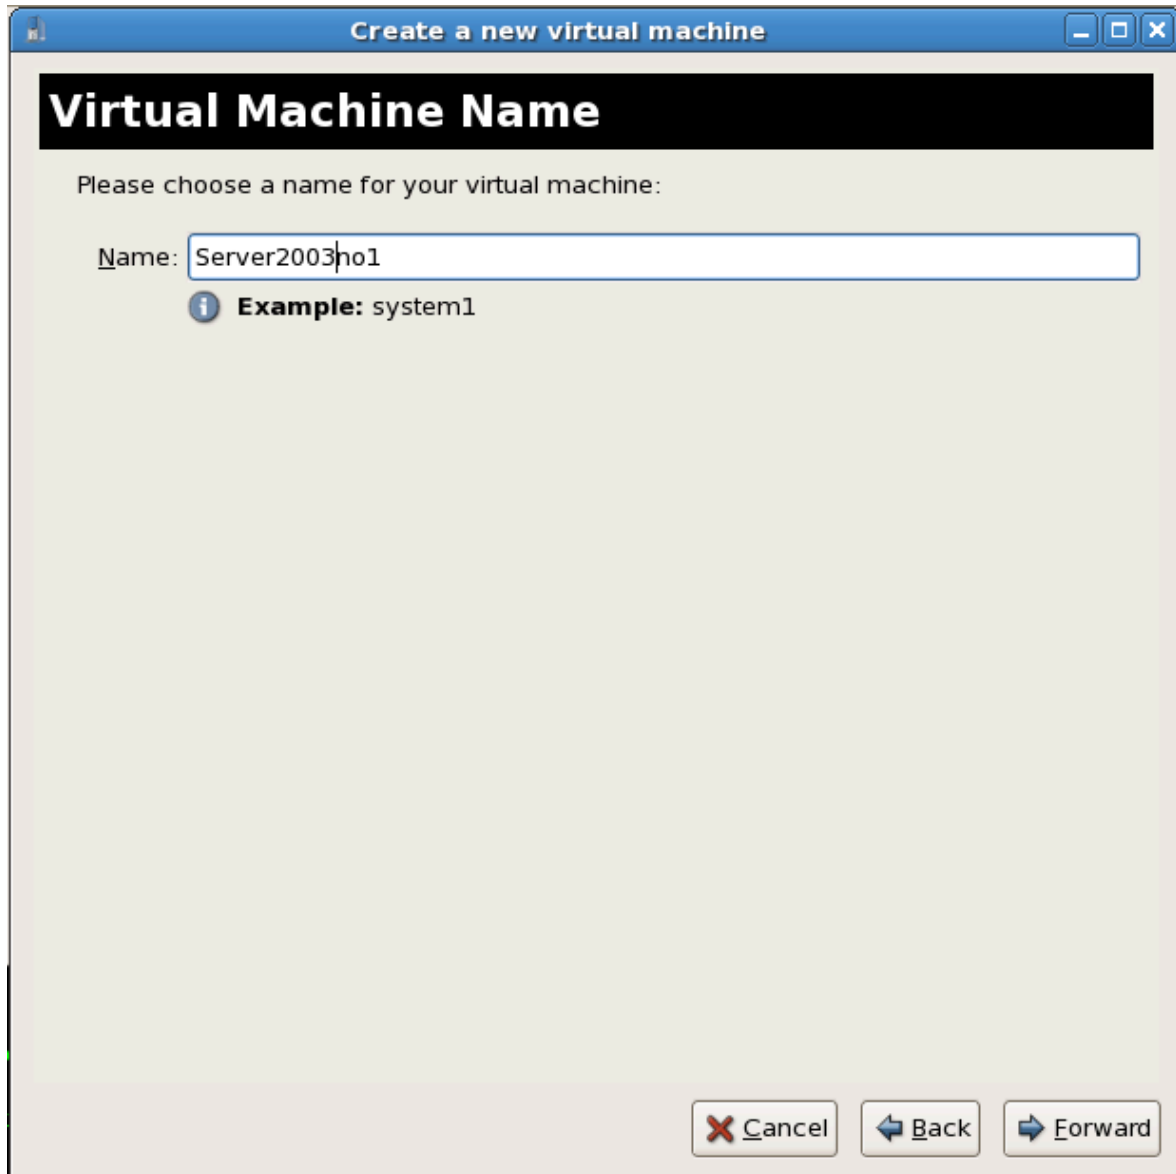 Create a new virtual machine
Virtual Machine Name
Please choose a name for your virtual machine:
Name: Server2003no1
Example: system1
Cancel Back Forward